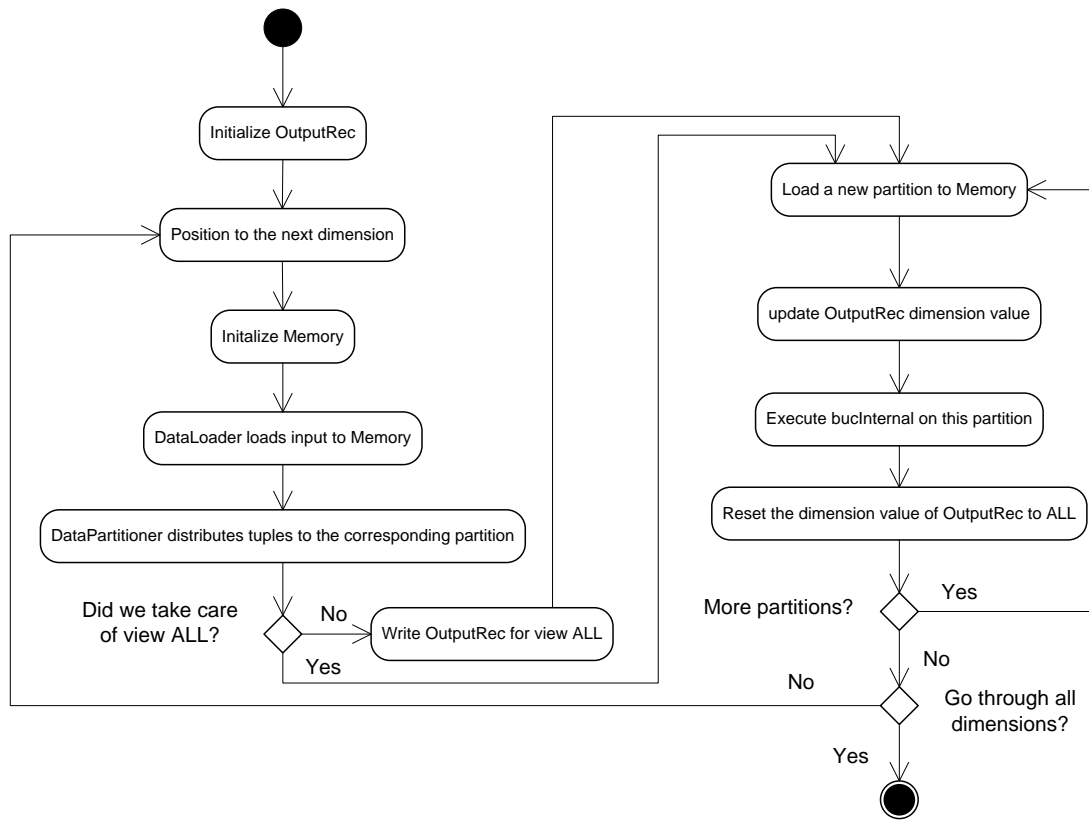 Initialize OutputRec
Position to the next dimension
Initalize Memory
DataLoader loads input to Memory
DataPartitioner distributes tuples to the corresponding partition
Did we take care
of view ALL?
No
Write OutputRec for view ALL
Yes
Load a new partition to Memory
update OutputRec dimension value
Execute bucInternal on this partition
Reset the dimension value of OutputRec to ALL
More partitions?
Yes
No
No
Go through all
dimensions?
Yes